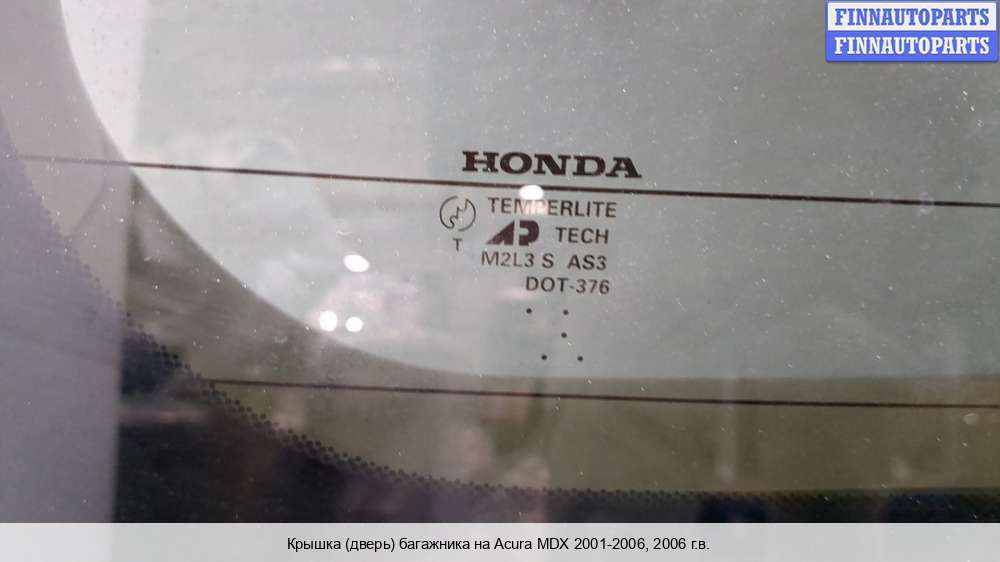 FINNAUTOPARTS
FINNAUTOPARTS
HONDA
TEMPERLITE
AP TECH
T
M2L3 S AS3
DOT-376
Крышка (дверь) багажника на Acura MDX 2001-2006, 2006 г.в.